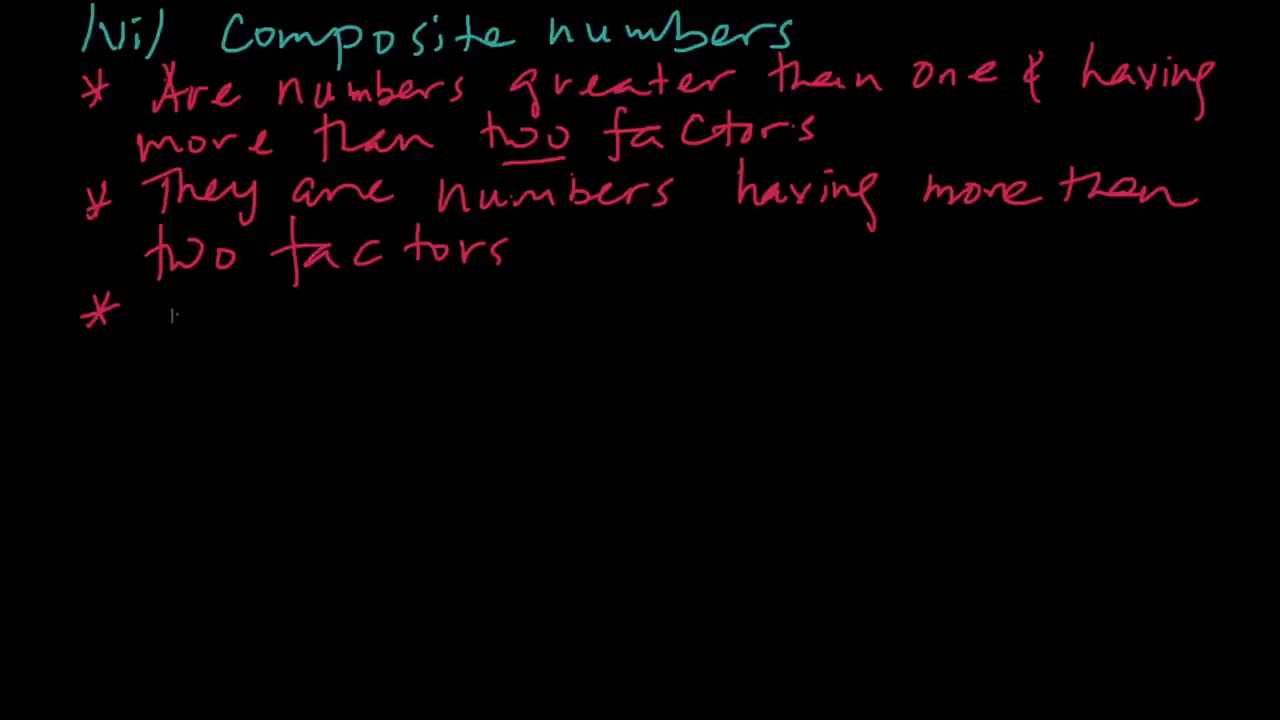 /vi/ Composite numbers
* Are numbers greater than one & having
more than two factors
* They are numbers having more than
two factors
*